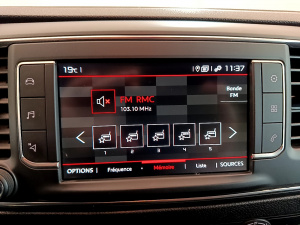 19°C
11:37
FM RMC
Bande
FM
103.10 MHz
1 2 3 4 5
OPTIONS Fréquence Mémoire Liste SOURCES